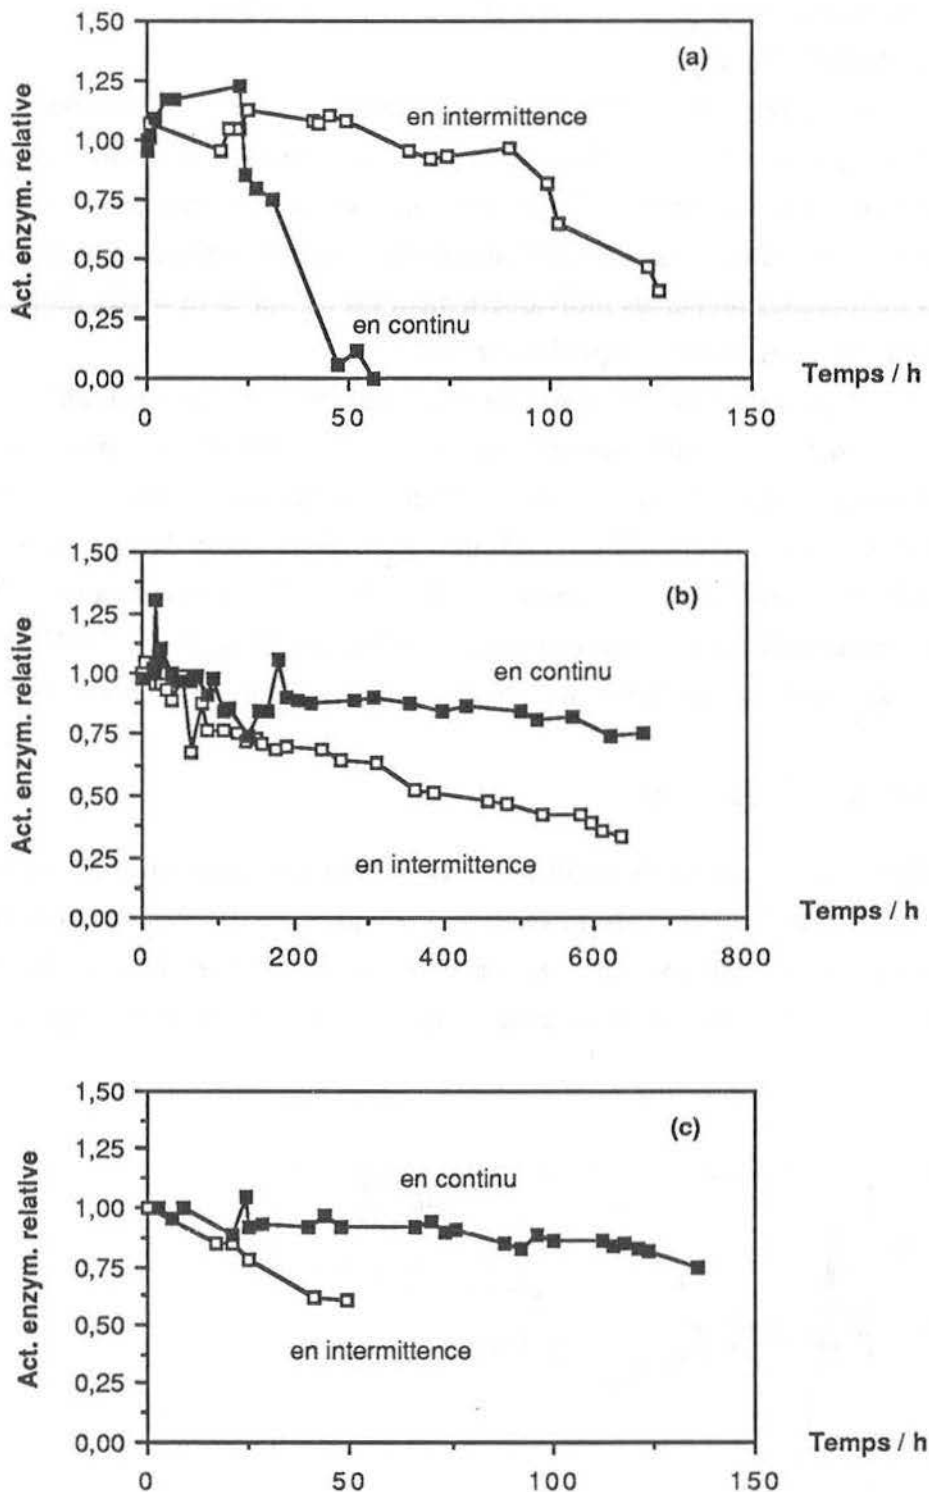 1,50
(a)
1,25
en intermittence
1,00
0,75
0,50
en continu
0,25
0,00
Act. enzym. relative
Temps / h
0 50 100 150
1,50
(b)
1,25
en continu
1,00
0,75
0,50
en intermittence
0,25
0,00
Act. enzym. relative
Temps / h
0 200 400 600 800
1,50
(c)
1,25
en continu
1,00
0,75
0,50
en intermittence
0,25
0,00
Act. enzym. relative
Temps / h
0 50 100 150